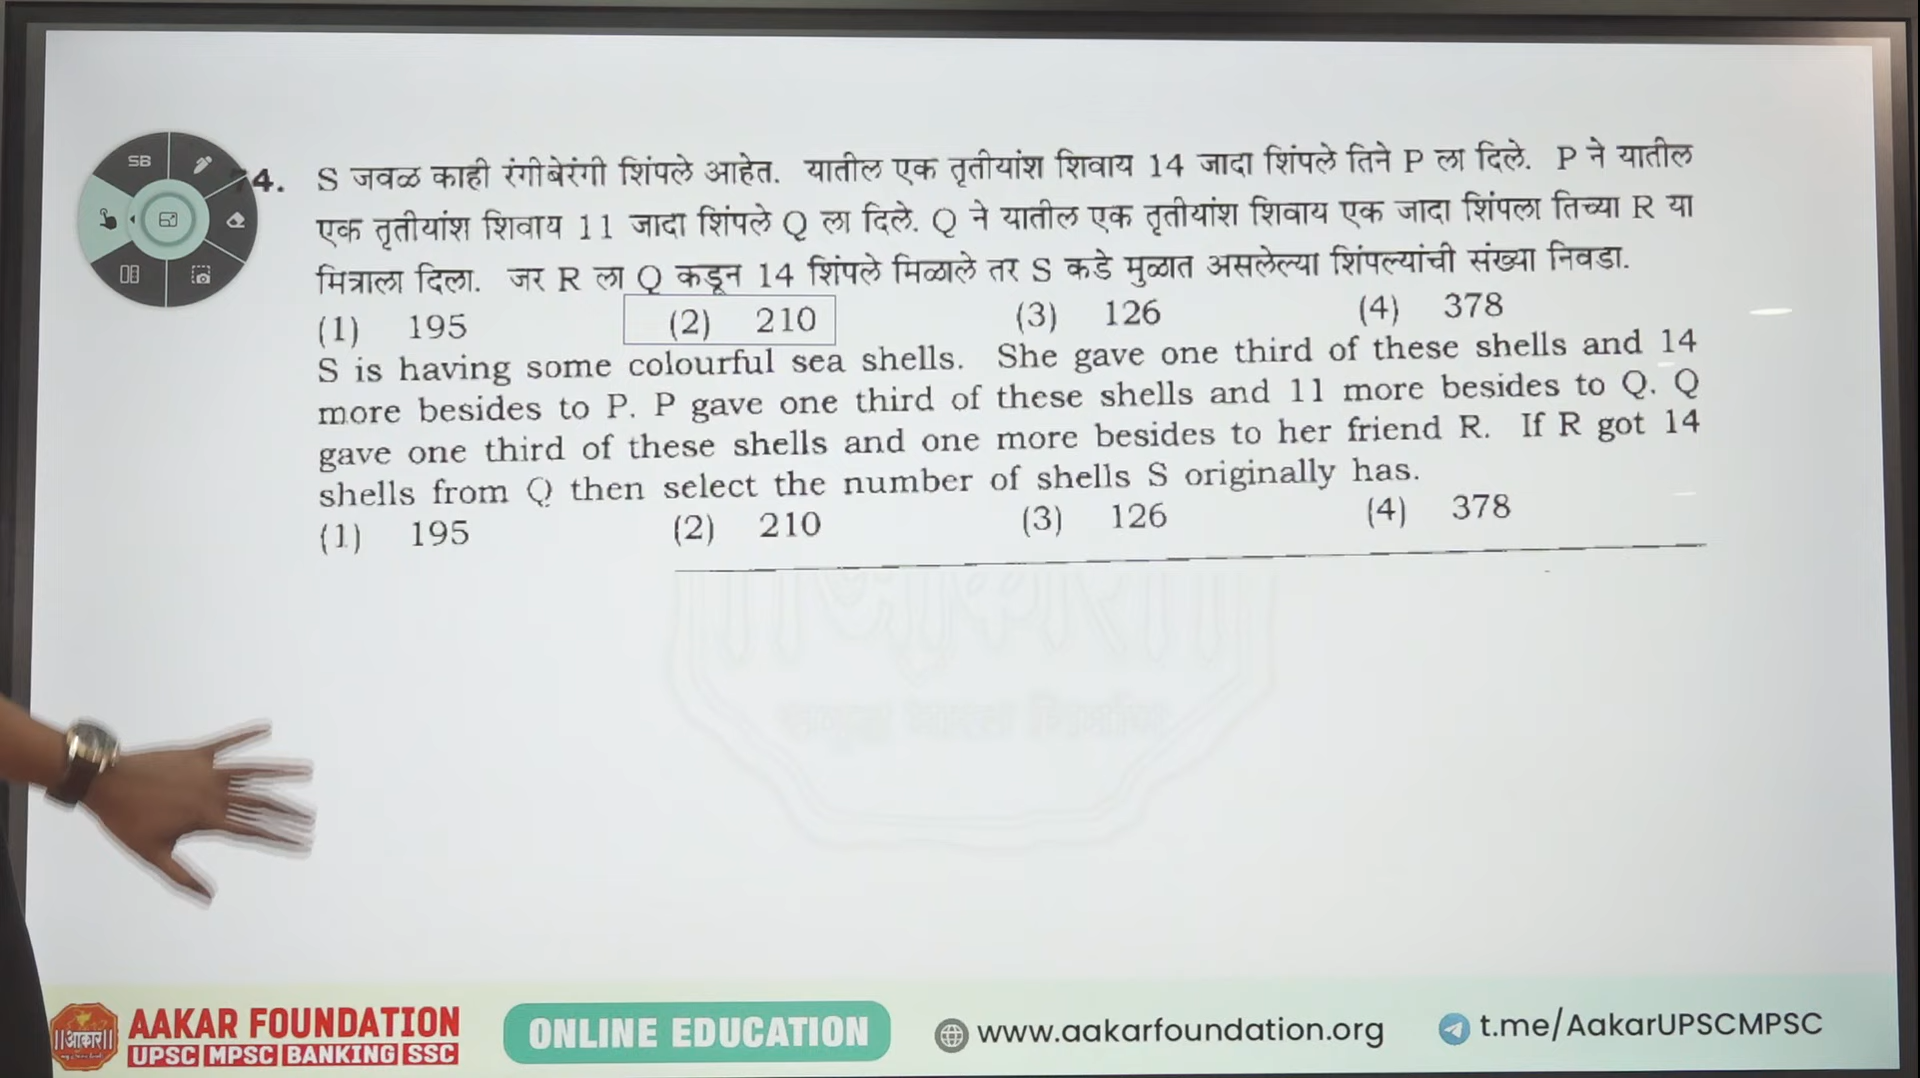 SB
4. S जवळ काही रंगीबेरंगी शिंपले आहेत. यातील एक तृतीयांश शिवाय 14 जादा शिंपले तिने P ला दिले. P ने यातील
एक तृतीयांश शिवाय 11 जादा शिंपले Q ला दिले. Q ने यातील एक तृतीयांश शिवाय एक जादा शिंपला तिच्या R या
मित्राला दिला. जर R ला Q कडून 14 शिंपले मिळाले तर S कडे मुळात असलेल्या शिंपल्यांची संख्या निवडा.
(1) 195 (2) 210 (3) 126 (4) 378
S is having some colourful sea shells. She gave one third of these shells and 14
more besides to P. P gave one third of these shells and 11 more besides to Q. Q
gave one third of these shells and one more besides to her friend R. If R got 14
shells from Q then select the number of shells S originally has.
(1) 195 (2) 210 (3) 126 (4) 378
॥आकार॥
॥आकार॥
AAKAR FOUNDATION
UPSC MPSC BANKING SSC
ONLINE EDUCATION
www.aakarfoundation.org
t.me/AakarUPSCMPSC